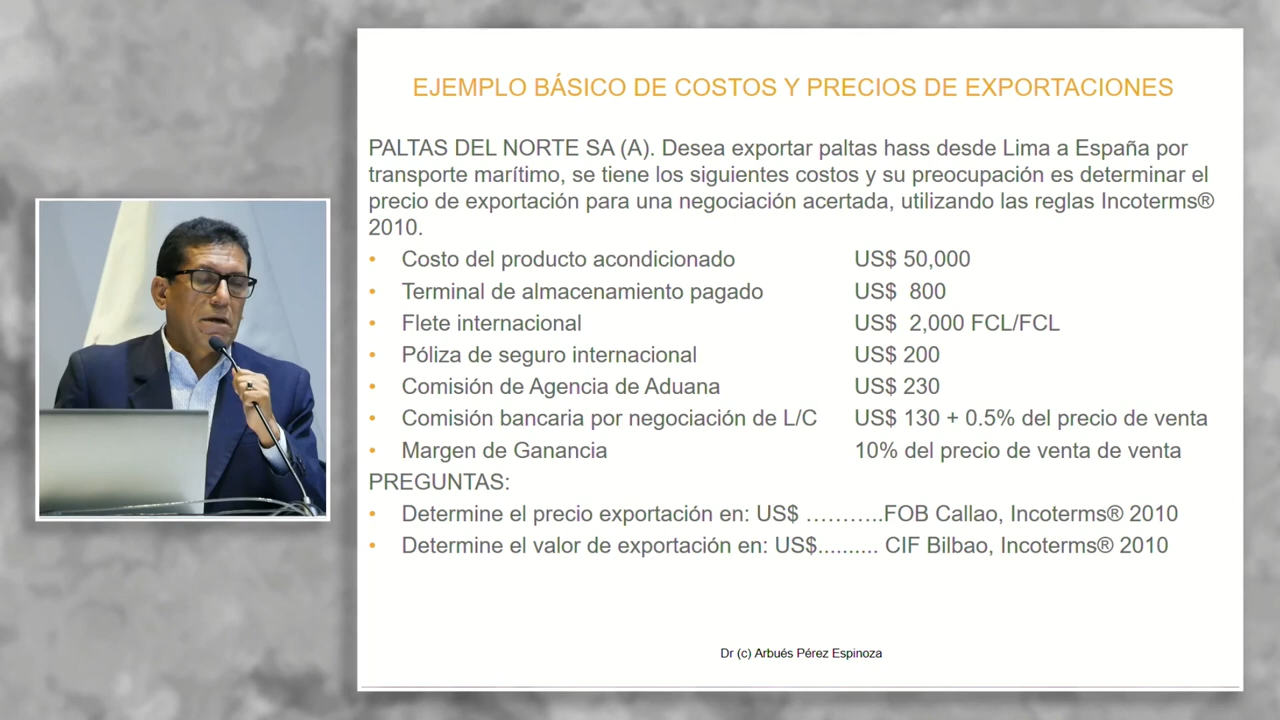 EJEMPLO BÁSICO DE COSTOS Y PRECIOS DE EXPORTACIONES
PALTAS DEL NORTE SA (A). Desea exportar paltas hass desde Lima a España por
transporte marítimo, se tiene los siguientes costos y su preocupación es determinar el
precio de exportación para una negociación acertada, utilizando las reglas Incoterms®
2010.
• Costo del producto acondicionado US$ 50,000
• Terminal de almacenamiento pagado US$ 800
• Flete internacional US$ 2,000 FCL/FCL
• Póliza de seguro internacional US$ 200
• Comisión de Agencia de Aduana US$ 230
• Comisión bancaria por negociación de L/C US$ 130 + 0.5% del precio de venta
• Margen de Ganancia 10% del precio de venta de venta
PREGUNTAS:
• Determine el precio exportación en: US$ ………..FOB Callao, Incoterms® 2010
• Determine el valor de exportación en: US$.......... CIF Bilbao, Incoterms® 2010
Dr (c) Arbués Pérez Espinoza